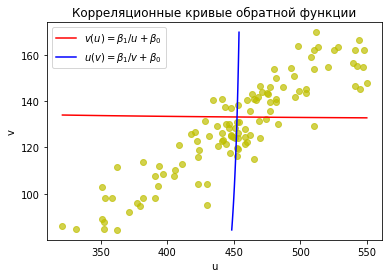 Корреляционные кривые обратной функции
v(u) = β₁/u + β₀
u(v) = β₁/v + β₀
v
160
140
120
100
350
400
450
500
550
u